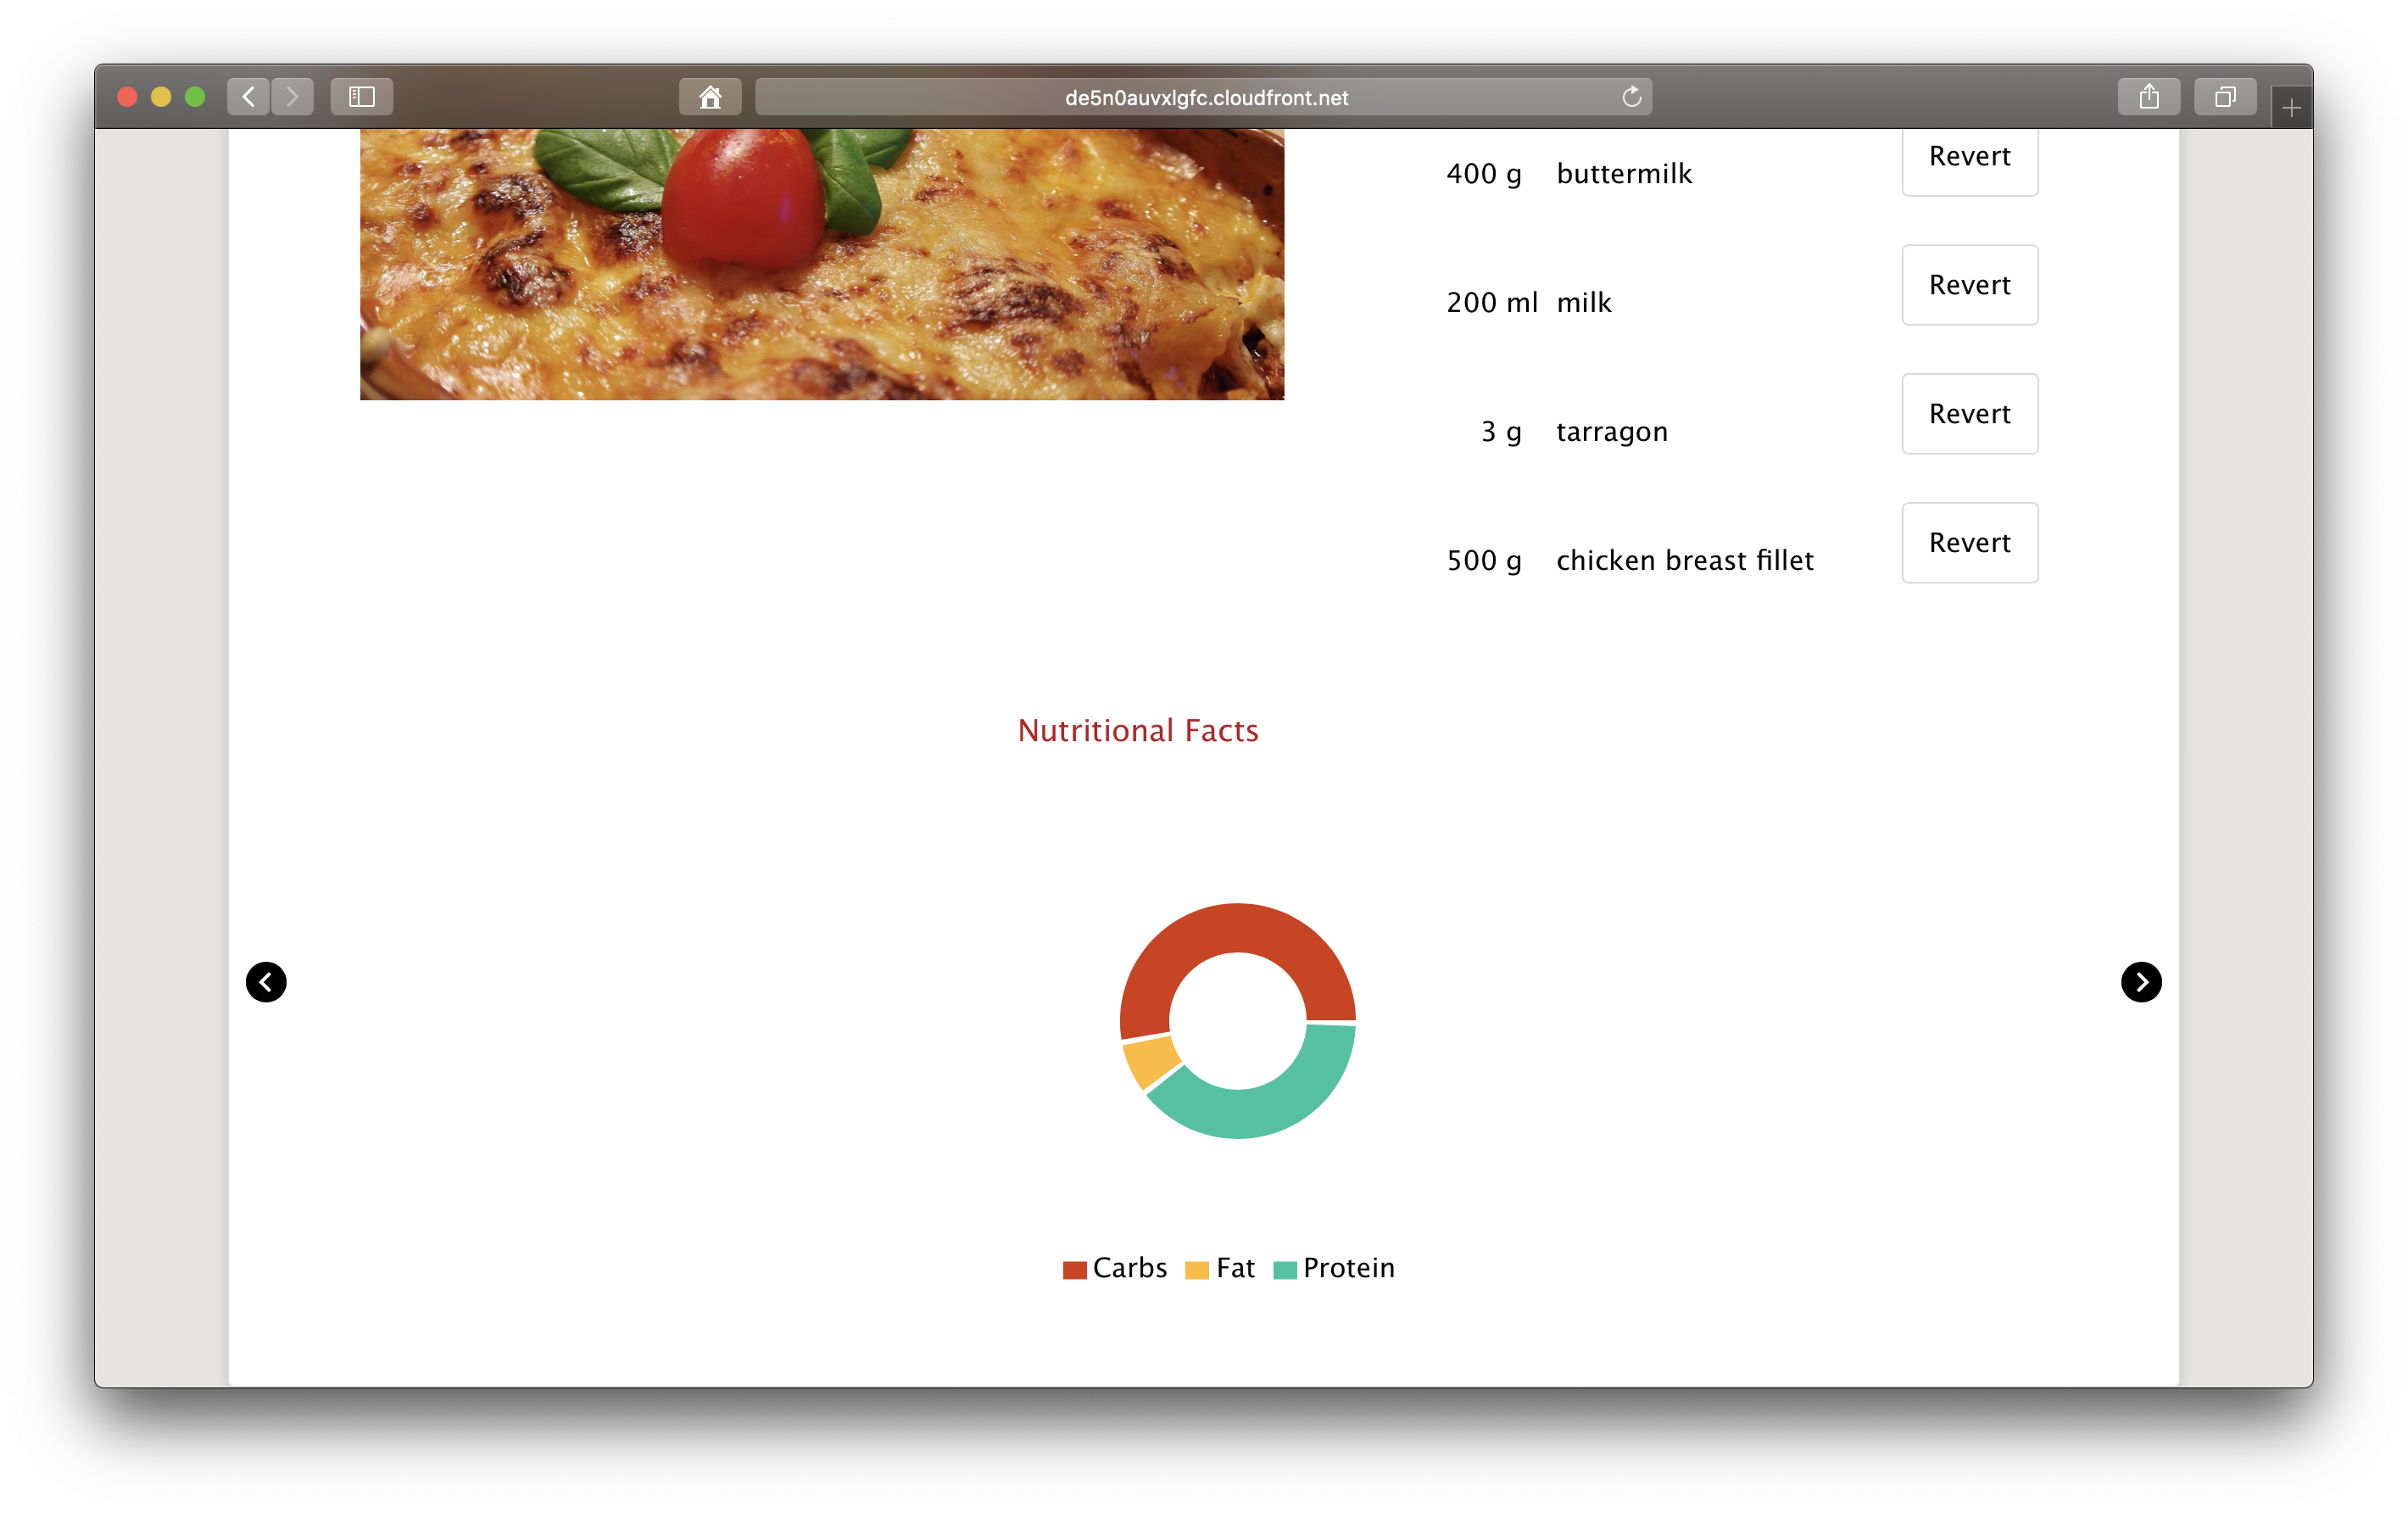 de5n0auvxlgfc.cloudfront.net
400 g buttermilk Revert
200 ml milk Revert
3 g tarragon Revert
500 g chicken breast fillet Revert
Nutritional Facts
Carbs Fat Protein